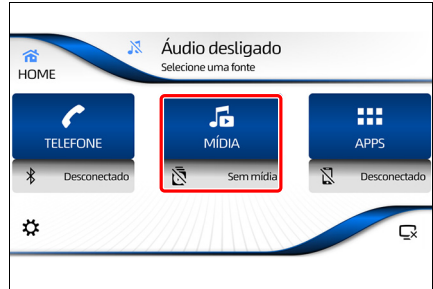 Áudio desligado
Selecione uma fonte
HOME
TELEFONE
MÍDIA
APPS
Desconectado
Sem mídia
Desconectado